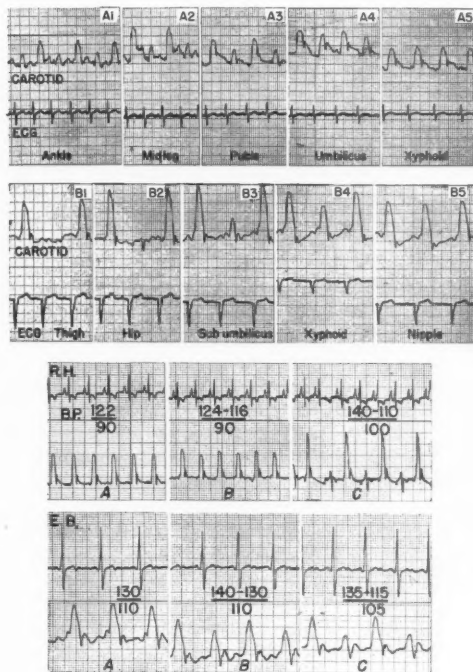 A1 A2 A3 A4 A5
CAROTID
ECG
Ankle Midleg Pubis Umbilicus Xyphoid
B1 B2 B3 B4 B5
CAROTID
ECG Thigh Hip Sub umbilicus Xyphoid Nipple
R.H.
B.P. 122/90 124-116/90 140-110/100
A B C
E.B.
130/110 140-130/110 135-115/105
A B C